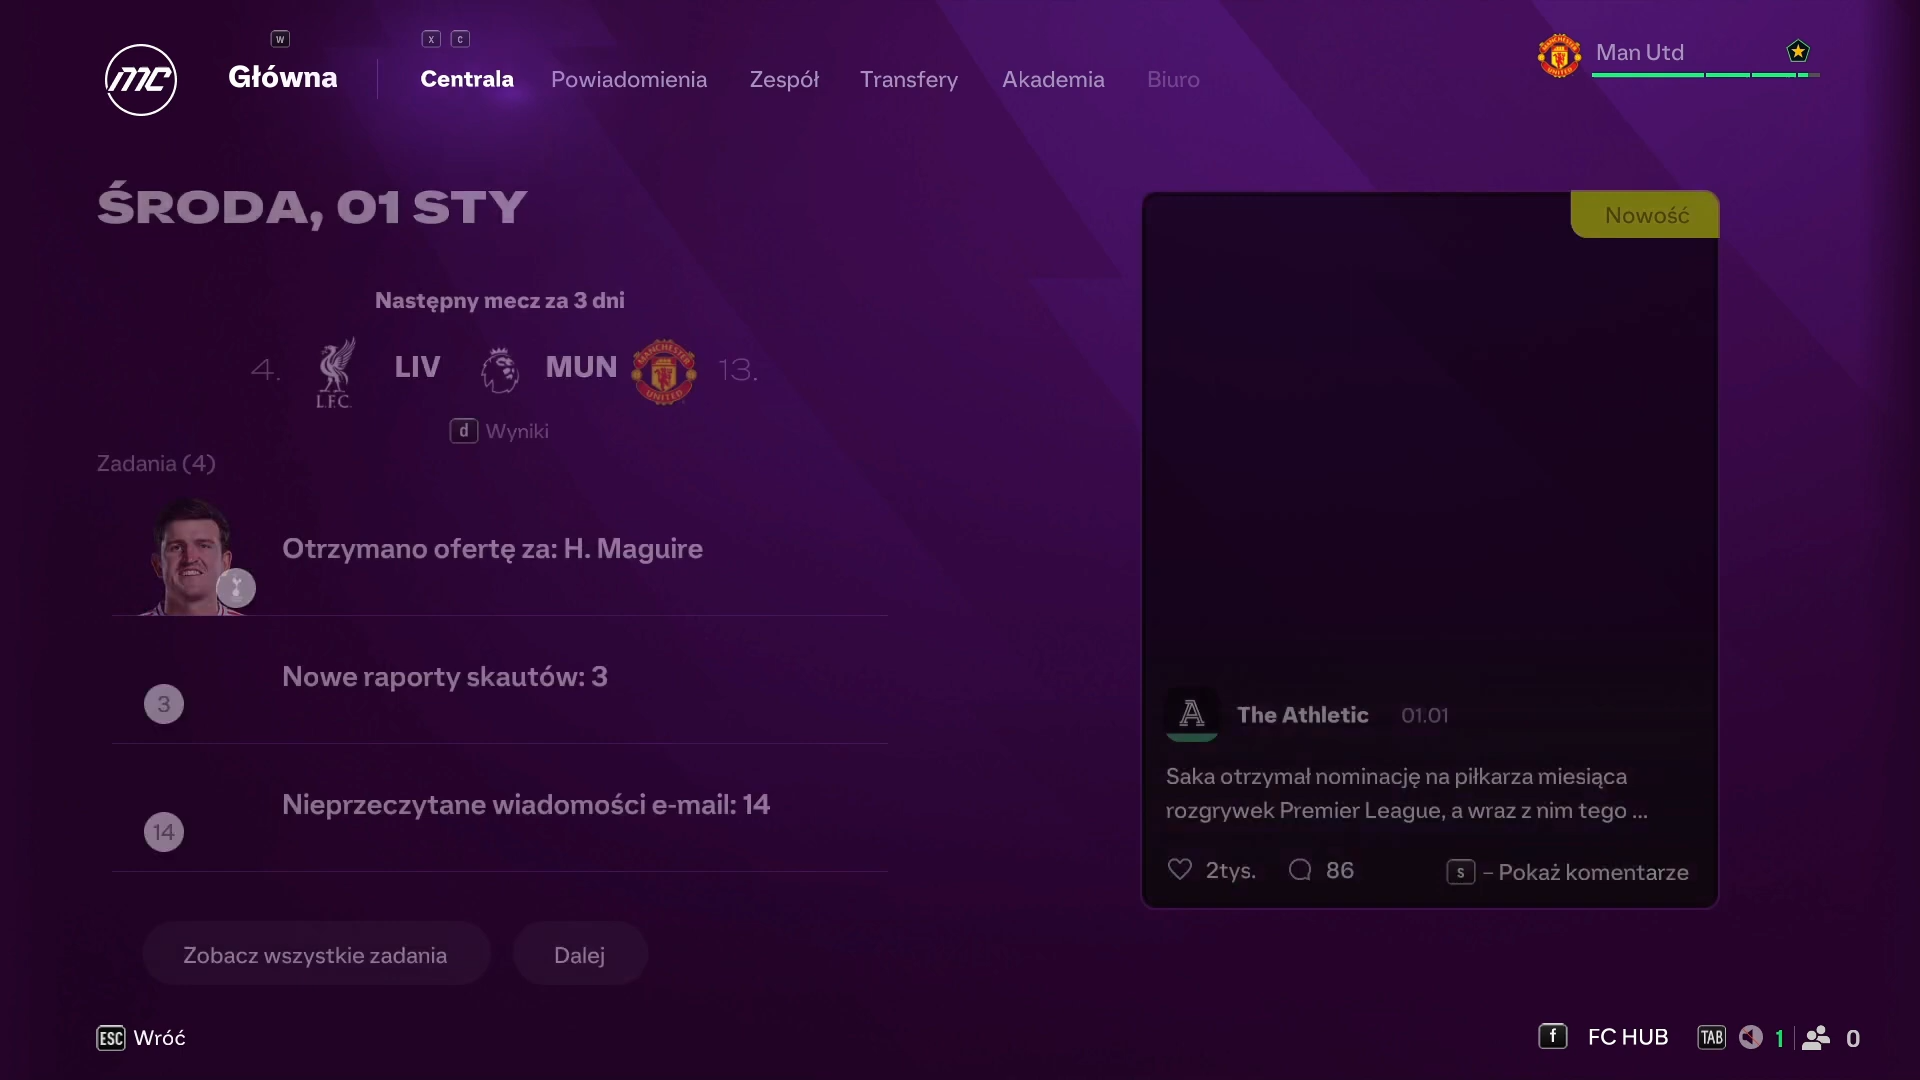 W
X C
Główna
Centrala
Powiadomienia
Zespół
Transfery
Akademia
Biuro
Man Utd
ŚRODA, 01 STY
Nowość
Następny mecz za 3 dni
4. L.F.C. LIV MUN MANCHESTER UNITED 13.
d Wyniki
Zadania (4)
Otrzymano ofertę za: H. Maguire
Nowe raporty skautów: 3
3
Nieprzeczytane wiadomości e-mail: 14
14
Zobacz wszystkie zadania
Dalej
A The Athletic 01.01
Saka otrzymał nominację na piłkarza miesiąca
rozgrywek Premier League, a wraz z nim tego ...
2tys. 86 s – Pokaż komentarze
ESC Wróć
f FC HUB TAB 1 0